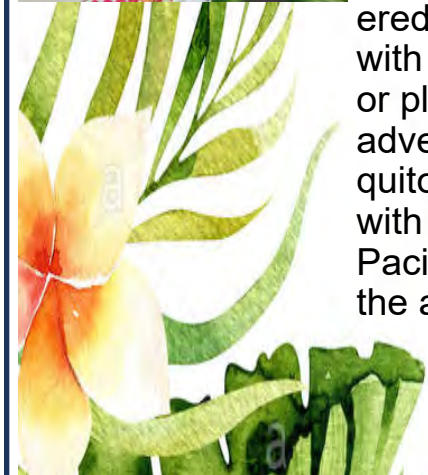 ered
with
or pl
adve
quito
with
Paci
the a
a
a